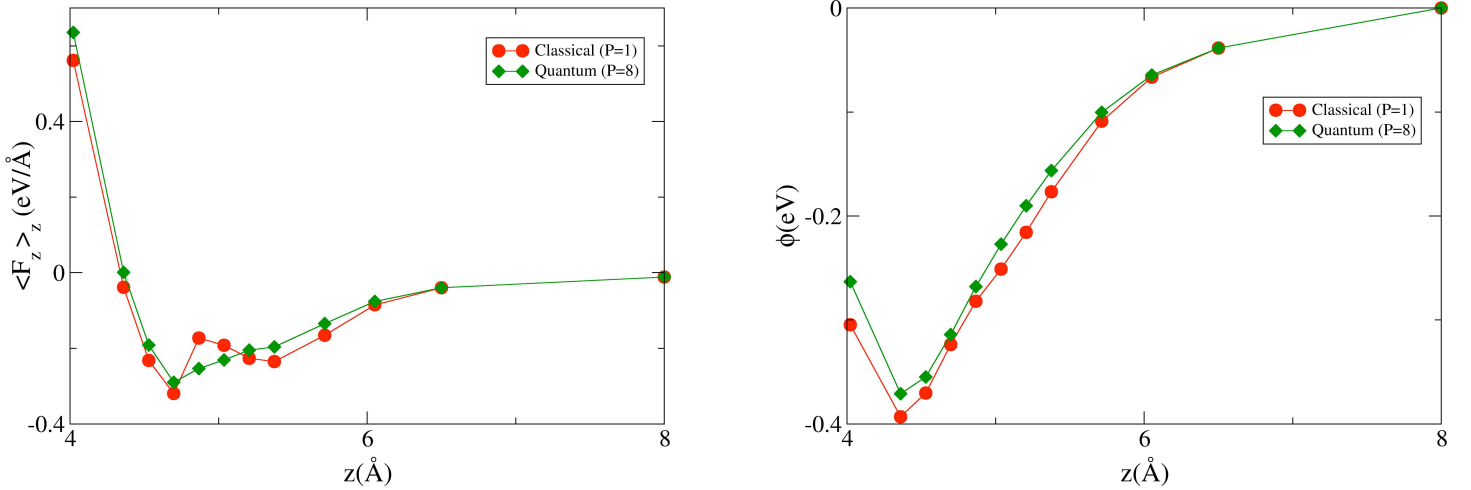 0.4
0
-0.4
<F_z>_z (eV/Å)
4
6
8
z(Å)
Classical (P=1)
Quantum (P=8)
0
-0.2
-0.4
ϕ(eV)
4
6
8
z(Å)
Classical (P=1)
Quantum (P=8)